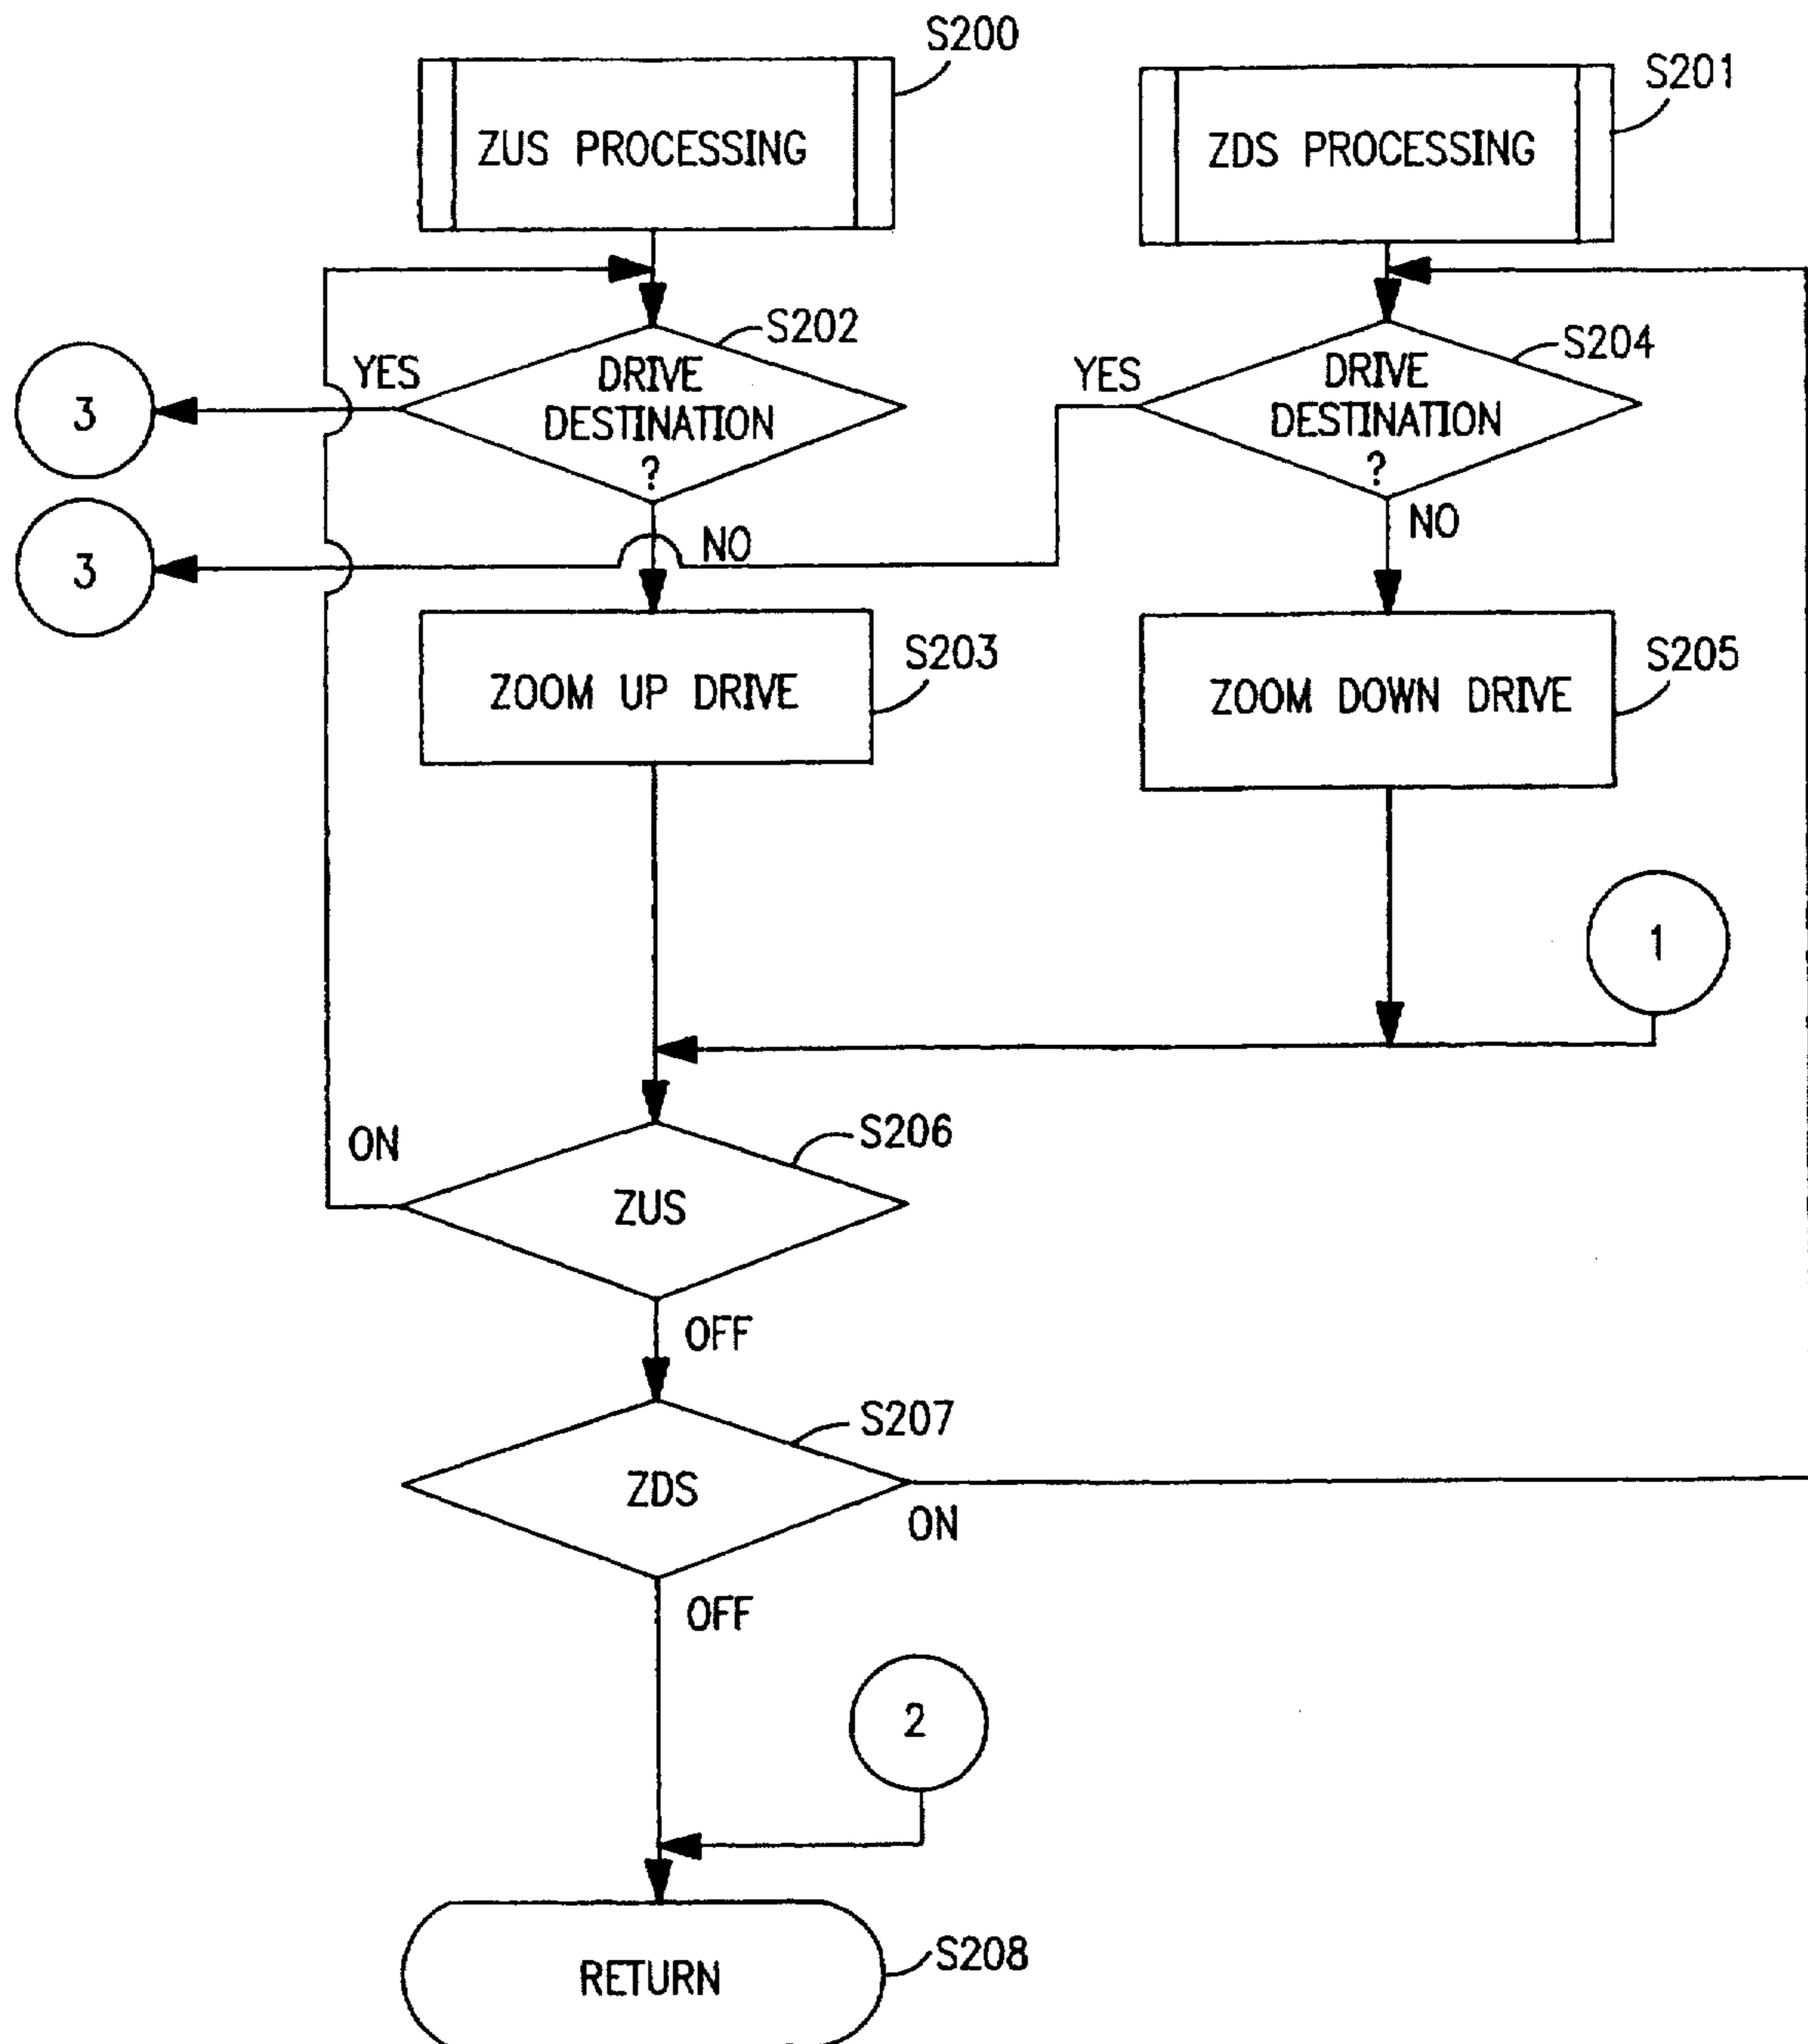 S200
S201
ZUS PROCESSING
ZDS PROCESSING
S202
S204
YES
DRIVE
DESTINATION
?
YES
DRIVE
DESTINATION
?
3
NO
NO
3
S203
S205
ZOOM UP DRIVE
ZOOM DOWN DRIVE
1
ON
S206
ZUS
OFF
S207
ZDS
ON
OFF
2
RETURN
S208